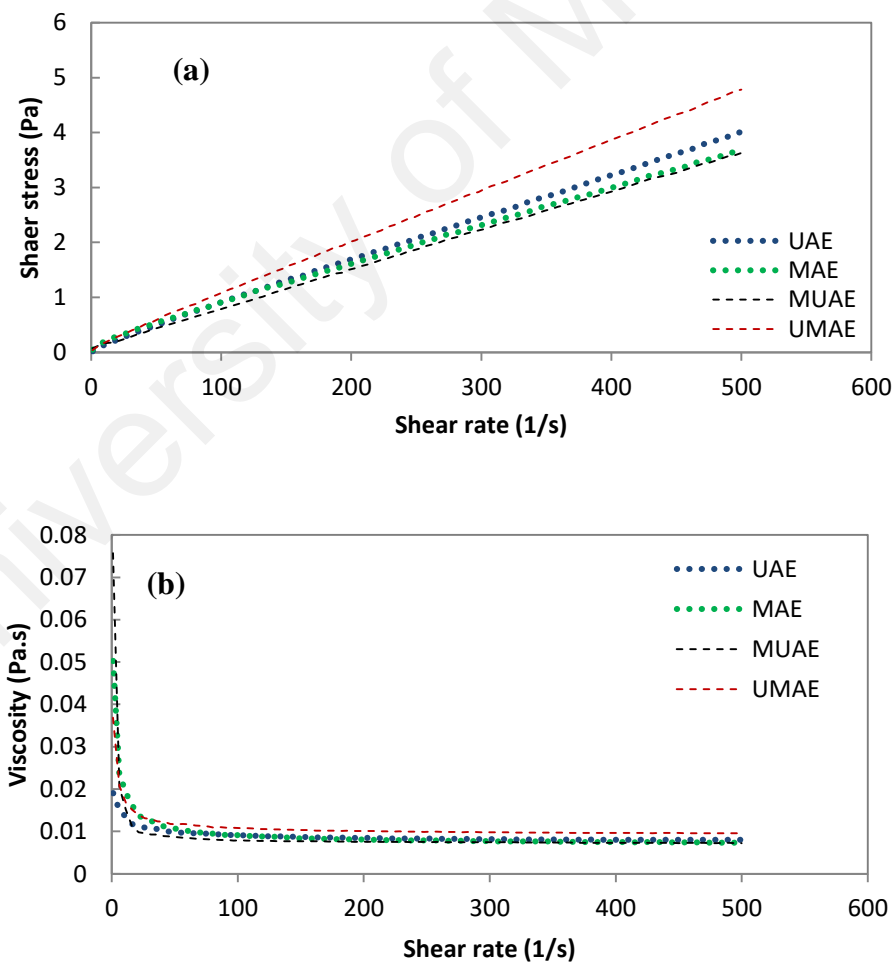 University of M
6
(a)
5
4
3
2
1
0
Shaer stress (Pa)
UAE
MAE
MUAE
UMAE
0 100 200 300 400 500 600
Shear rate (1/s)
0.08
0.07
0.06
0.05
0.04
0.03
0.02
0.01
0
(b)
Viscosity (Pa.s)
UAE
MAE
MUAE
UMAE
0 100 200 300 400 500 600
Shear rate (1/s)